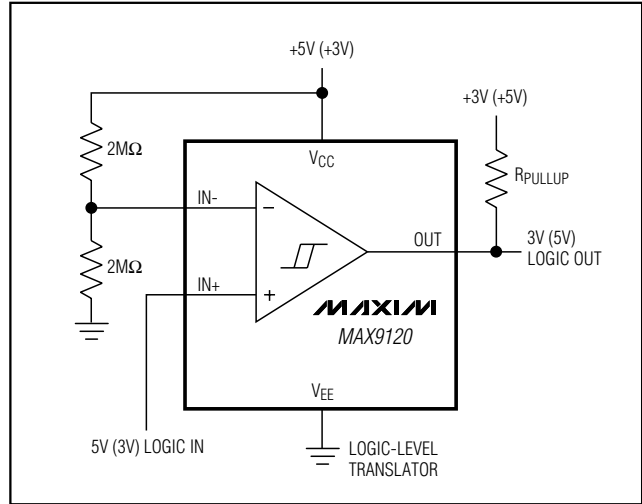 +5V (+3V)
+3V (+5V)
2MΩ
VCC
RPULLUP
IN-
−
OUT
3V (5V)
LOGIC OUT
2MΩ
IN+
+
MAXIM
MAX9120
VEE
5V (3V) LOGIC IN
LOGIC-LEVEL
TRANSLATOR